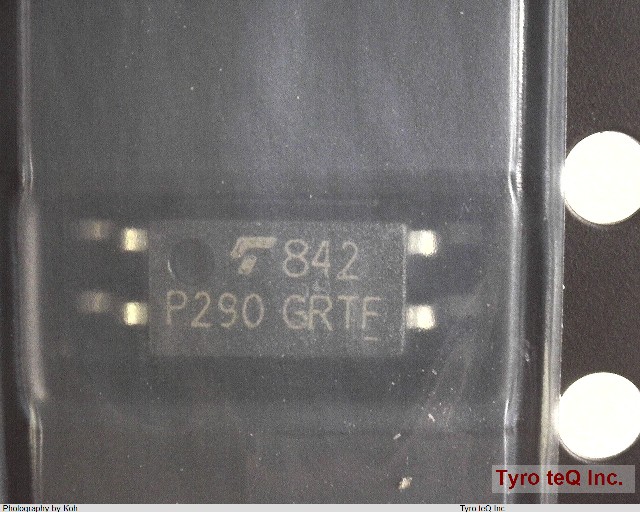 842
P290 GRTF
Tyro teQ Inc.
Photography by Koh
Tyro teQ Inc